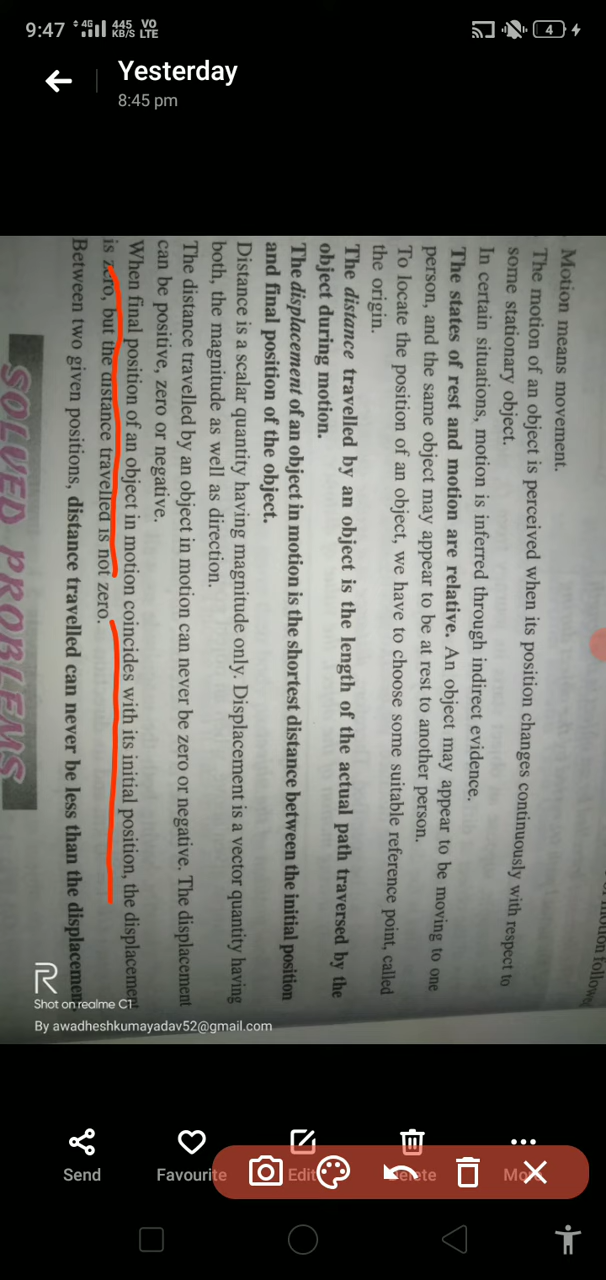 9:47 4G 445 KB/S VO LTE 4
Yesterday
8:45 pm
motion follow
Motion means movement.
The motion of an object is perceived when its position changes continuously with respect to
some stationary object.
In certain situations, motion is inferred through indirect evidence.
The states of rest and motion are relative. An object may appear to be moving to one
person, and the same object may appear to be at rest to another person.
To locate the position of an object, we have to choose some suitable reference point, called
the origin.
The distance travelled by an object is the length of the actual path traversed by the
object during motion.
The displacement of an object in motion is the shortest distance between the initial position
and final position of the object.
Distance is a scalar quantity having magnitude only. Displacement is a vector quantity having
both, the magnitude as well as direction.
The distance travelled by an object in motion can never be zero or negative. The displacement
can be positive, zero or negative.
When final position of an object in motion coincides with its initial position, the displacement
is zero, but the distance travelled is not zero.
Between two given positions, distance travelled can never be less than the displacement
SOLVED PROBLEMS
R
Shot on realme C1
By awadheshkumayadav52@gmail.com
Send Favourite Edit Delete More